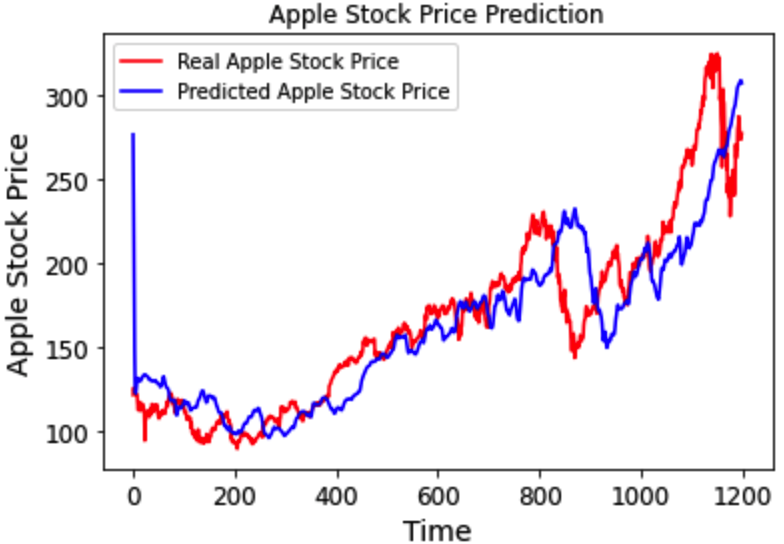 Apple Stock Price Prediction
Real Apple Stock Price
Predicted Apple Stock Price
Apple Stock Price
300
250
200
150
100
0 200 400 600 800 1000 1200
Time